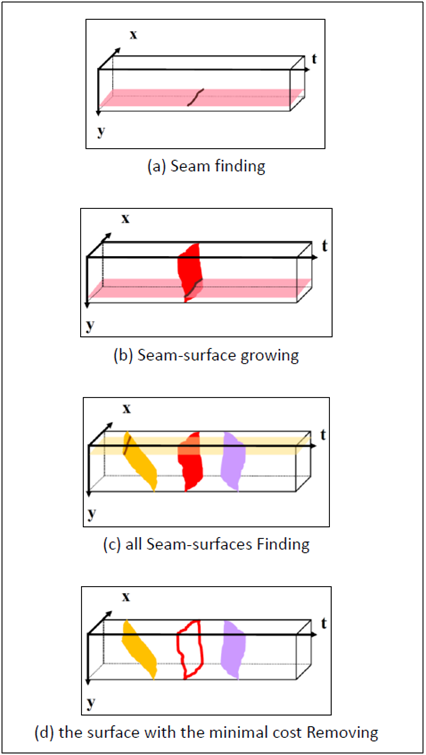 x
t
y
(a) Seam finding
x
t
y
(b) Seam-surface growing
x
t
y
(c) all Seam-surfaces Finding
x
t
y
(d) the surface with the minimal cost Removing